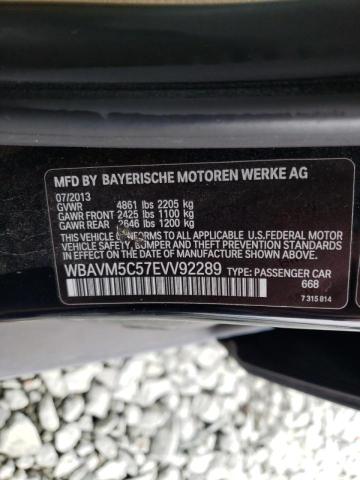 MFD BY BAYERISCHE MOTOREN WERKE AG
07/2013
GVWR 4861 lbs 2205 kg
GAWR FRONT 2425 lbs 1100 kg
GAWR REAR 2646 lbs 1200 kg
THIS VEHICLE CONFORMS TO ALL APPLICABLE U.S.FEDERAL MOTOR
VEHICLE SAFETY, BUMPER, AND THEFT PREVENTION STANDARDS IN
EFFECT ON THE DATE OF MANUFACTURE SHOWN ABOVE.
WBAVM5C57EVV92289 TYPE: PASSENGER CAR
668
7 315 814